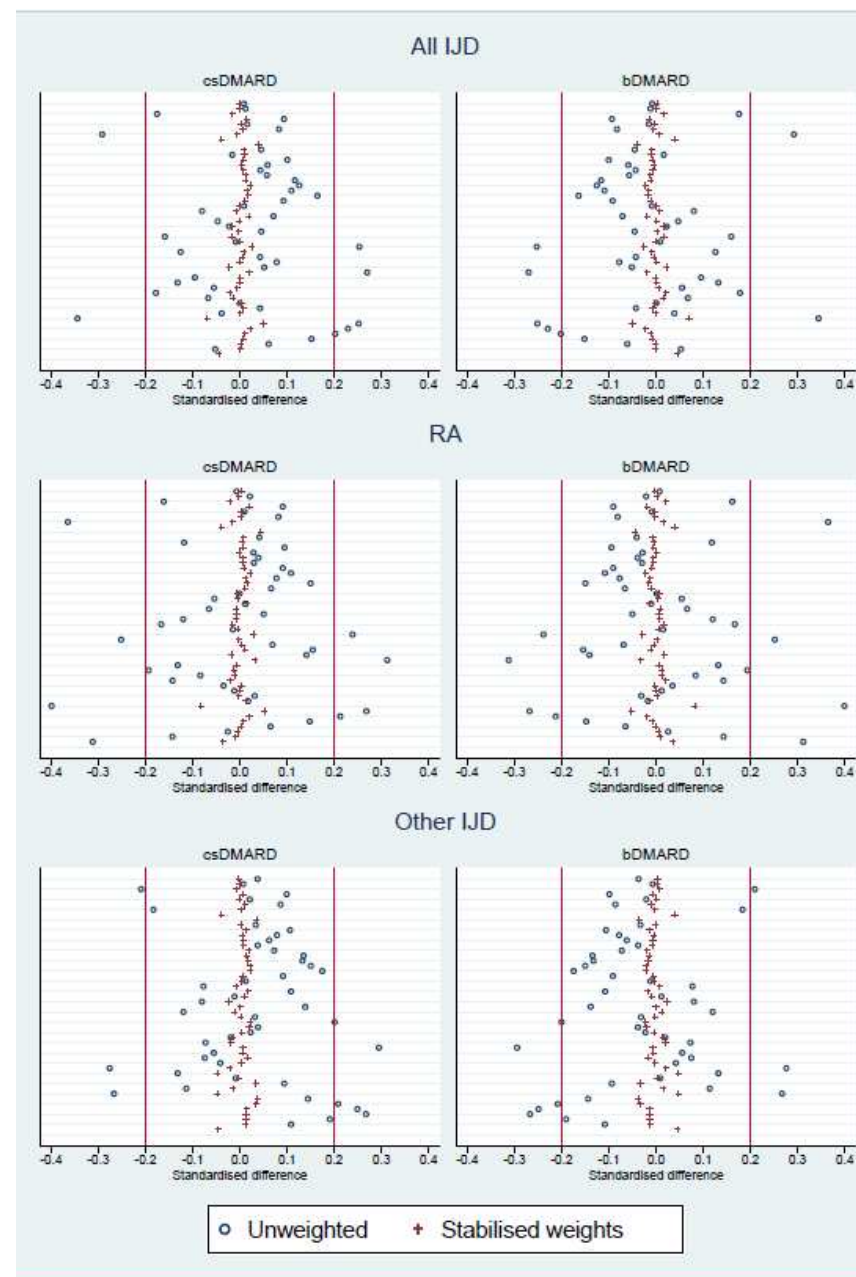 All IJD
csDMARD bDMARD
-0.4 -0.3 -0.2 -0.1 0.0 0.1 0.2 0.3 0.4 -0.4 -0.3 -0.2 -0.1 0.0 0.1 0.2 0.3 0.4
Standardised difference Standardised difference
RA
csDMARD bDMARD
-0.4 -0.3 -0.2 -0.1 0.0 0.1 0.2 0.3 0.4 -0.4 -0.3 -0.2 -0.1 0.0 0.1 0.2 0.3 0.4
Standardised difference Standardised difference
Other IJD
csDMARD bDMARD
-0.4 -0.3 -0.2 -0.1 0.0 0.1 0.2 0.3 0.4 -0.4 -0.3 -0.2 -0.1 0.0 0.1 0.2 0.3 0.4
Standardised difference Standardised difference
Unweighted Stabilised weights